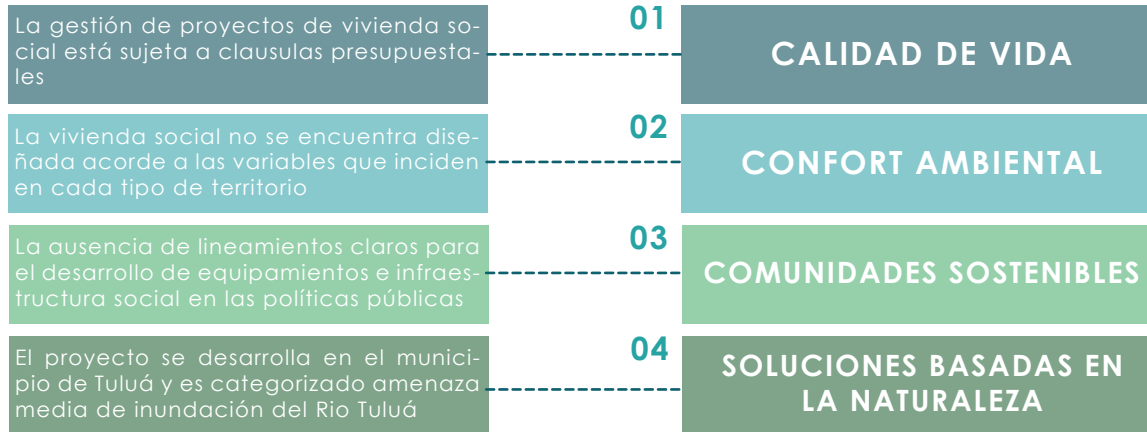 La gestión de proyectos de vivienda so-
cial está sujeta a clausulas presupuesta-
les
01
CALIDAD DE VIDA
La vivienda social no se encuentra dise-
ñada acorde a las variables que inciden
en cada tipo de territorio
02
CONFORT AMBIENTAL
La ausencia de lineamientos claros para
el desarrollo de equipamientos e infraes-
tructura social en las políticas públicas
03
COMUNIDADES SOSTENIBLES
El proyecto se desarrolla en el munici-
pio de Tuluá y es categorizado amenaza
media de inundación del Rio Tuluá
04
SOLUCIONES BASADAS EN
LA NATURALEZA